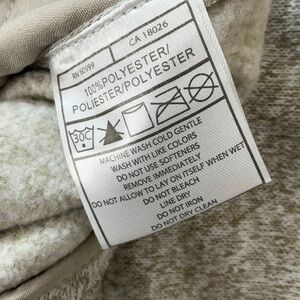 RN 50999
CA 18026
100%POLYESTER/
POLIÉSTER/POLYESTER
30°
MACHINE WASH COLD GENTLE
WASH WITH LIKE COLORS
DO NOT USE SOFTENERS
REMOVE IMMEDIATELY
DO NOT ALLOW TO LAY ON ITSELF WHEN WET
DO NOT BLEACH
LINE DRY
DO NOT IRON
DO NOT DRY CLEAN